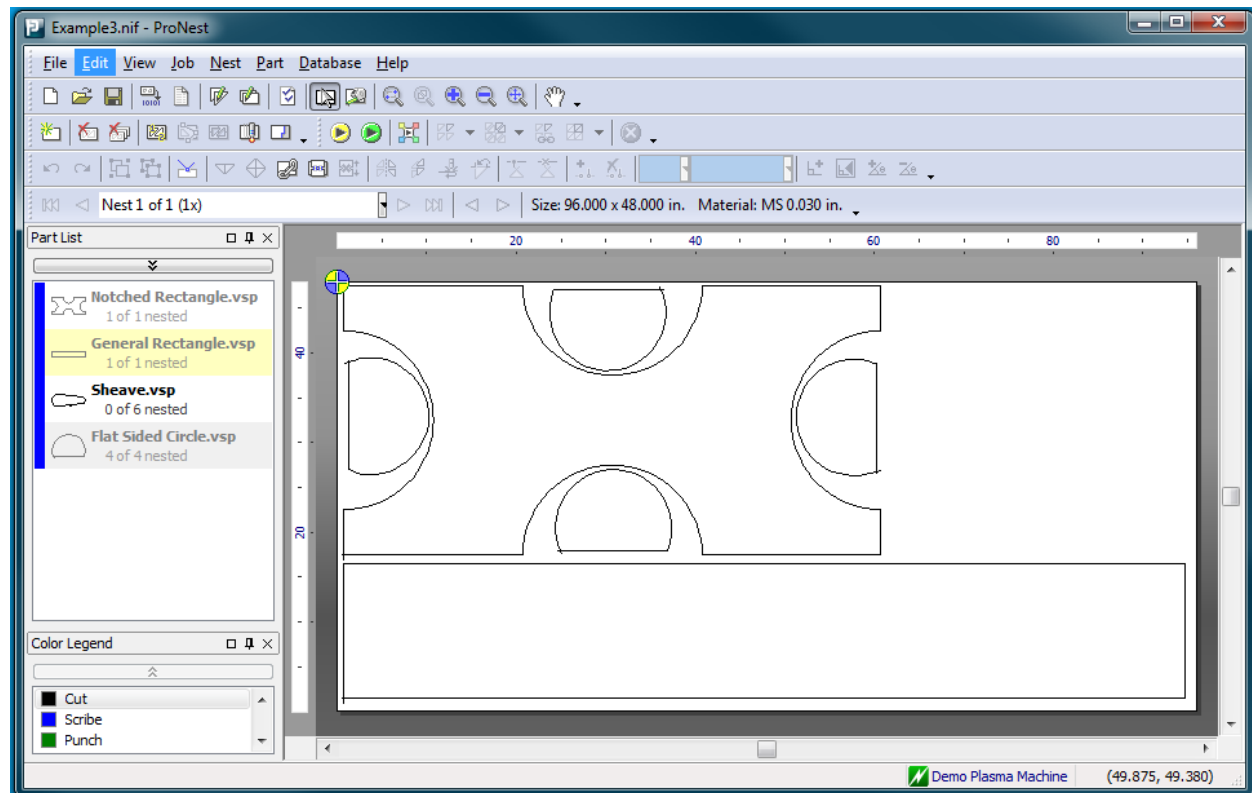 Example3.nif - ProNest
File Edit View Job Nest Part Database Help
Nest 1 of 1 (1x)
Size: 96.000 x 48.000 in. Material: MS 0.030 in.
Part List
20 40 60 80
Notched Rectangle.vsp
1 of 1 nested
General Rectangle.vsp
1 of 1 nested
40
Sheave.vsp
0 of 6 nested
Flat Sided Circle.vsp
4 of 4 nested
20
Color Legend
Cut
Scribe
Punch
Demo Plasma Machine (49.875, 49.380)